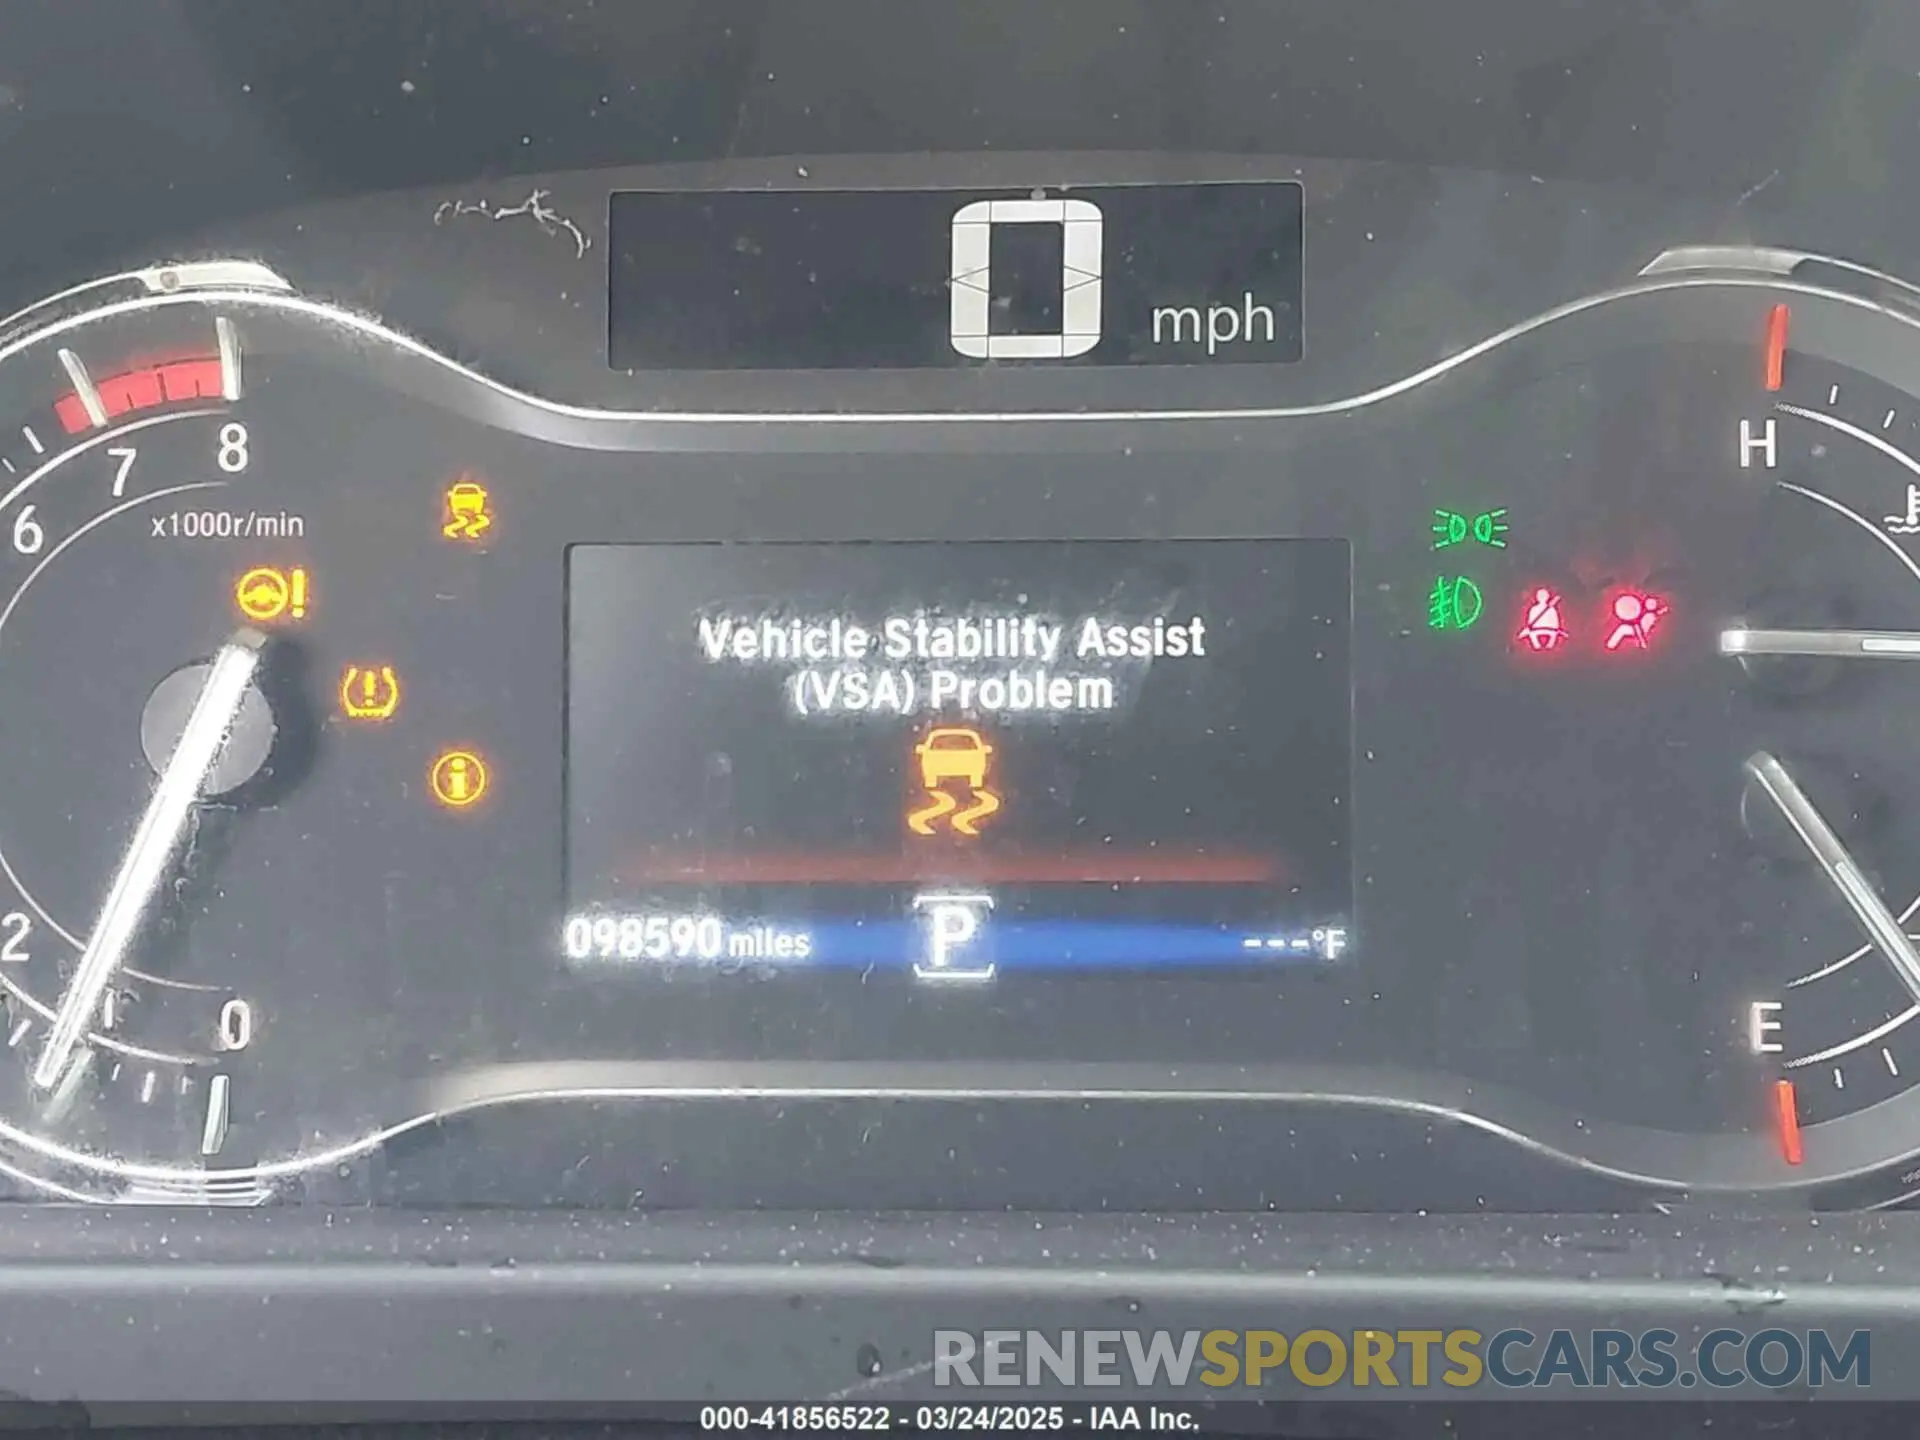 0 mph
8
7
6
x1000r/min
H
Vehicle Stability Assist
(VSA) Problem
098590 miles P ---°F
2
1
0
E
RENEWSPORTSCARS.COM
000-41856522 - 03/24/2025 - IAA Inc.